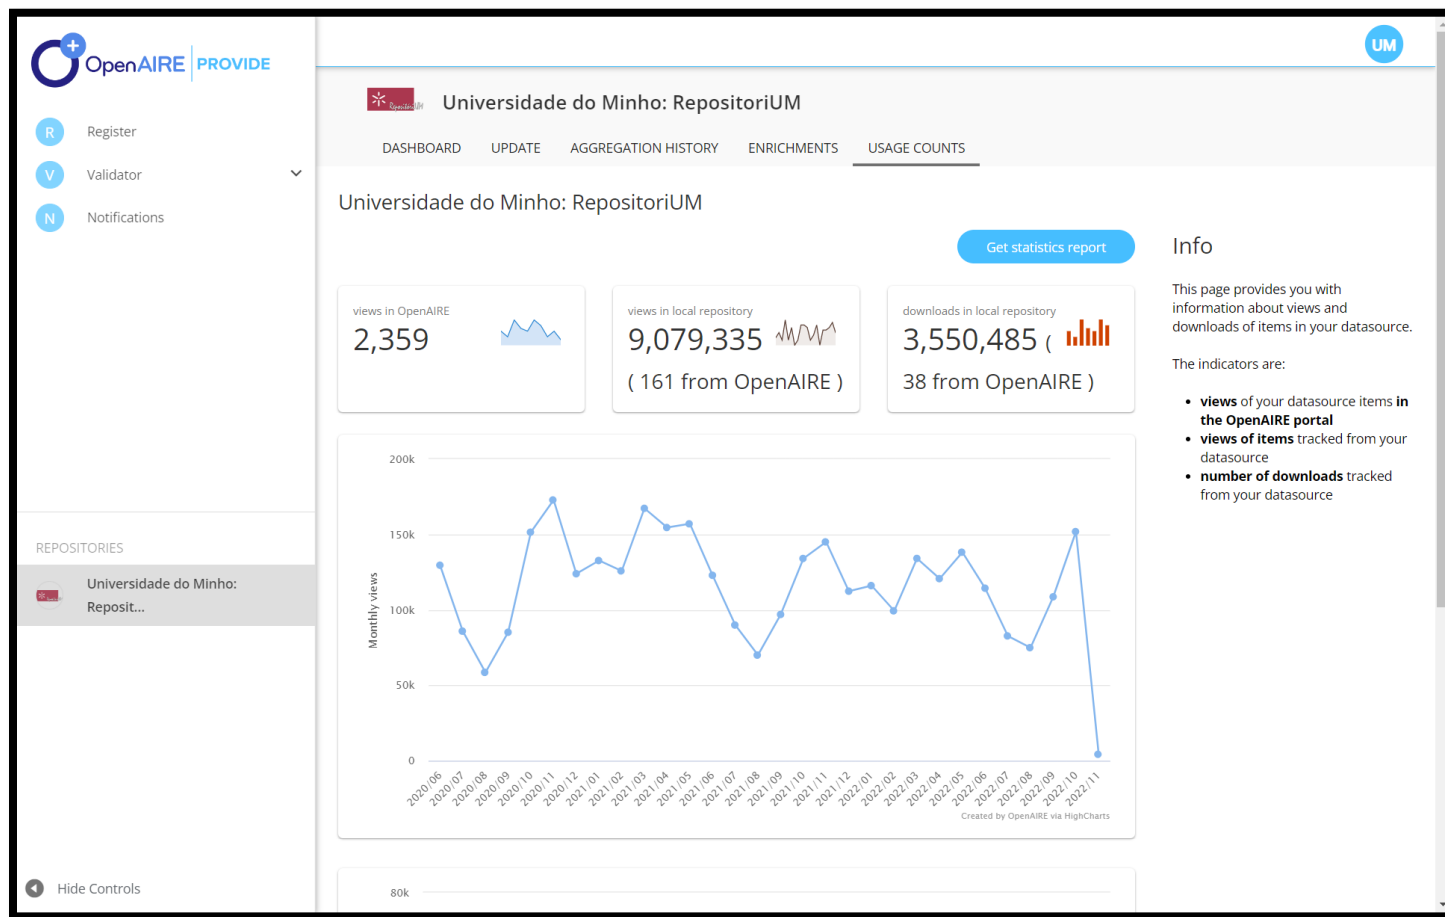 OpenAIRE PROVIDE
UM
R Register
V Validator
N Notifications
REPOSITORIES
Universidade do Minho:
Reposit...
Hide Controls
RepositóriUM
Universidade do Minho: RepositoriUM
DASHBOARD UPDATE AGGREGATION HISTORY ENRICHMENTS USAGE COUNTS
Universidade do Minho: RepositoriUM
Get statistics report
views in OpenAIRE
2,359
views in local repository
9,079,335
( 161 from OpenAIRE )
downloads in local repository
3,550,485 (
38 from OpenAIRE )
200k
150k
100k
50k
0
Monthly views
2020/06 2020/07 2020/08 2020/09 2020/10 2020/11 2020/12 2021/01 2021/02 2021/03 2021/04 2021/05 2021/06 2021/07 2021/08 2021/09 2021/10 2021/11 2021/12 2022/01 2022/02 2022/03 2022/04 2022/05 2022/06 2022/07 2022/08 2022/09 2022/10 2022/11
Created by OpenAIRE via HighCharts
80k
Info
This page provides you with
information about views and
downloads of items in your datasource.
The indicators are:
• views of your datasource items in
the OpenAIRE portal
• views of items tracked from your
datasource
• number of downloads tracked
from your datasource